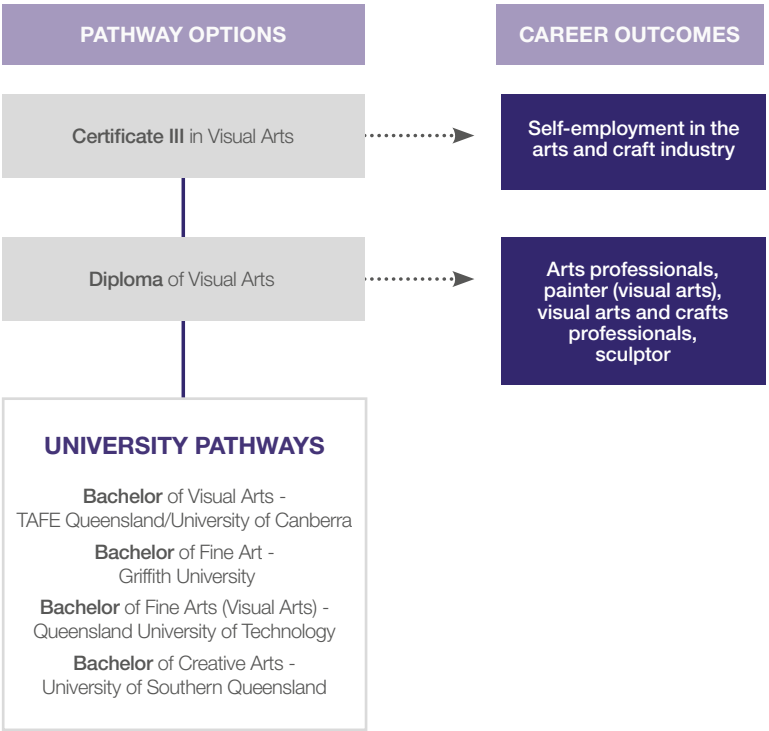 PATHWAY OPTIONS
CAREER OUTCOMES
Certificate III in Visual Arts
Self-employment in the
arts and craft industry
Diploma of Visual Arts
Arts professionals,
painter (visual arts),
visual arts and crafts
professionals,
sculptor
UNIVERSITY PATHWAYS
Bachelor of Visual Arts -
TAFE Queensland/University of Canberra
Bachelor of Fine Art -
Griffith University
Bachelor of Fine Arts (Visual Arts) -
Queensland University of Technology
Bachelor of Creative Arts -
University of Southern Queensland